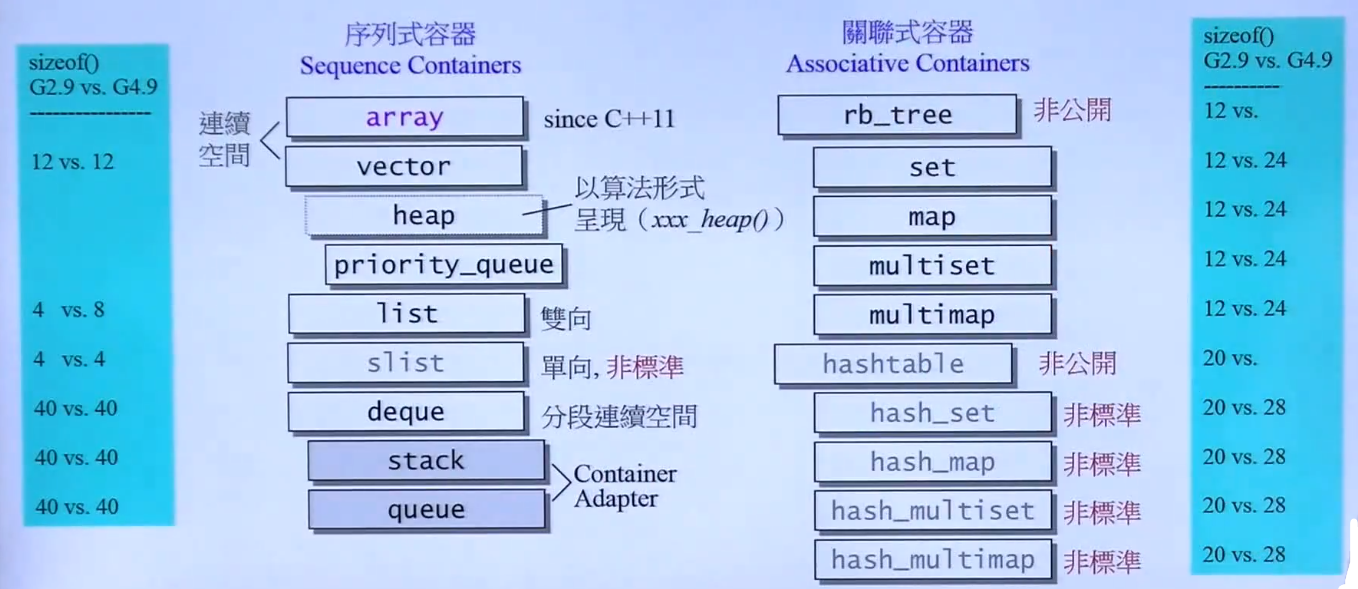 sizeof()
G2.9 vs. G4.9
----------------
12 vs. 12
4 vs. 8
4 vs. 4
40 vs. 40
40 vs. 40
40 vs. 40
序列式容器
Sequence Containers
連續
空間
array
since C++11
vector
heap
以算法形式
呈現（xxx_heap()）
priority_queue
list
雙向
slist
單向, 非標準
deque
分段連續空間
stack
queue
Container
Adapter
關聯式容器
Associative Containers
rb_tree
非公開
set
map
multiset
multimap
hashtable
非公開
hash_set
非標準
hash_map
非標準
hash_multiset
非標準
hash_multimap
非標準
sizeof()
G2.9 vs. G4.9
----------
12 vs.
12 vs. 24
12 vs. 24
12 vs. 24
12 vs. 24
20 vs.
20 vs. 28
20 vs. 28
20 vs. 28
20 vs. 28